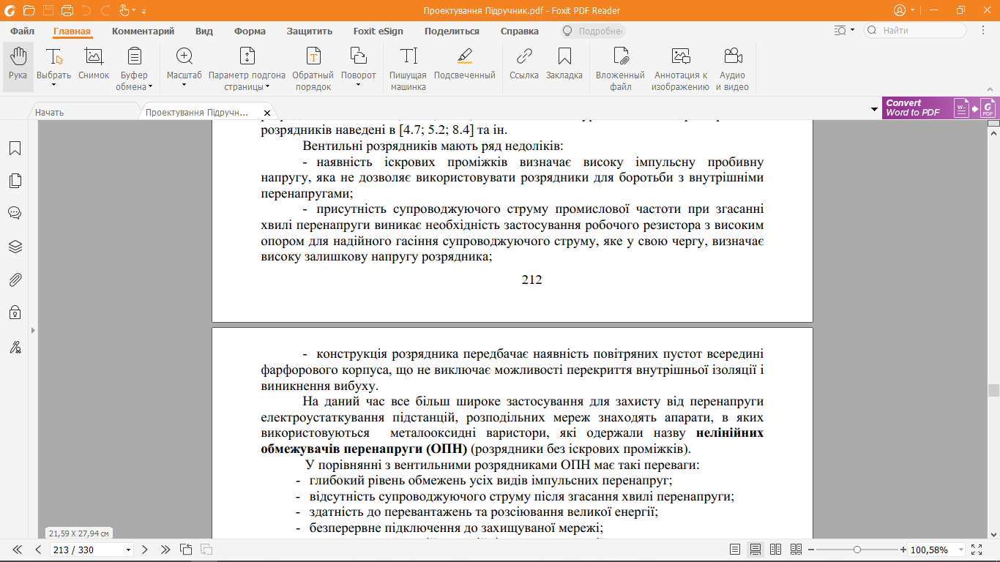 Проектування Підручник.pdf - Foxit PDF Reader
Файл Главная Комментарий Вид Форма Защитить Foxit eSign Поделиться Справка Подробнее Найти
Рука Выбрать Снимок Буфер обмена Масштаб Параметр подгона страницы Обратный порядок Поворот Пишущая машинка Подсвеченный Ссылка Закладка Вложенный файл Аннотация к изображению Аудио и видео
Начать Проектування Підручн... Convert Word to PDF
розрядників наведені в [4.7; 5.2; 8.4] та ін.
Вентильні розрядників мають ряд недоліків:
- наявність іскрових проміжків визначає високу імпульсну пробивну
напругу, яка не дозволяє використовувати розрядники для боротьби з внутрішніми
перенапругами;
- присутність супроводжуючого струму промислової частоти при згасанні
хвилі перенапруги виникає необхідність застосування робочого резистора з високим
опором для надійного гасіння супроводжуючого струму, яке у свою чергу, визначає
високу залишкову напругу розрядника;
212
- конструкція розрядника передбачає наявність повітряних пустот всередині
фарфорового корпуса, що не виключає можливості перекриття внутрішньої ізоляції і
виникнення вибуху.
На даний час все більш широке застосування для захисту від перенапруги
електроустаткування підстанцій, розподільних мереж знаходять апарати, в яких
використовуються металооксидні варистори, які одержали назву нелінійних
обмежувачів перенапруги (ОПН) (розрядники без іскрових проміжків).
У порівнянні з вентильними розрядниками ОПН має такі переваги:
- глибокий рівень обмежень усіх видів імпульсних перенапруг;
- відсутність супроводжуючого струму після згасання хвилі перенапруги;
- здатність до перевантажень та розсіювання великої енергії;
- безперервне підключення до захищуваної мережі;
21,59 X 27,94 см
213 / 330 100,58%